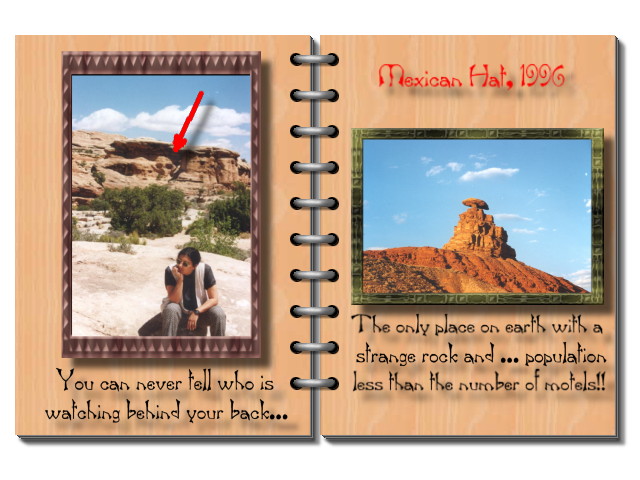 You can never tell who is
watching behind your back...
Mexican Hat, 1996
The only place on earth with a
strange rock and ... population
less than the number of motels!!